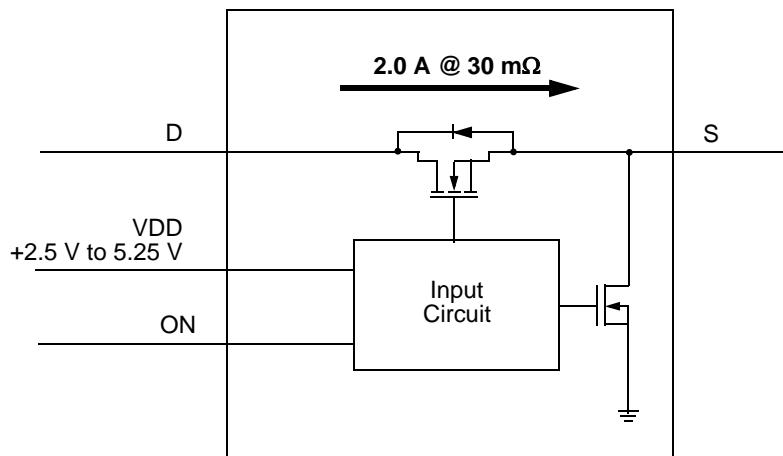 2.0 A @ 30 mΩ
D
S
VDD
+2.5 V to 5.25 V
Input
Circuit
ON